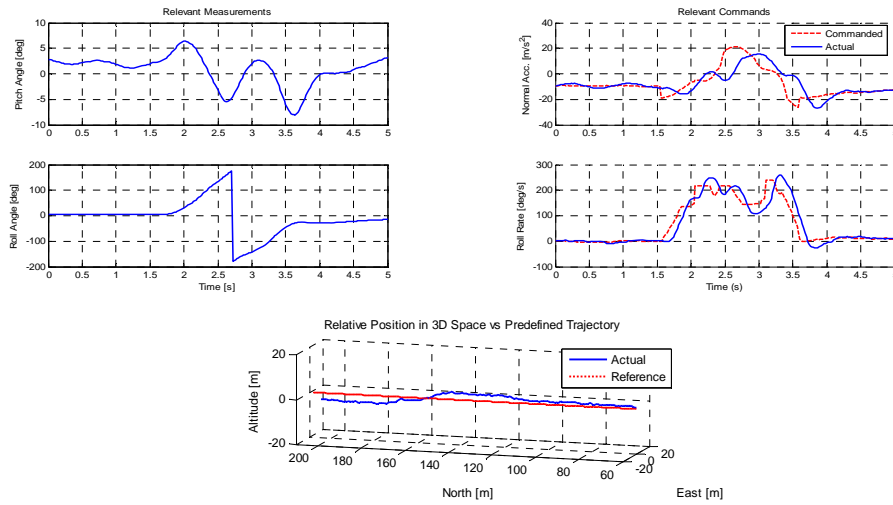 Relevant Measurements
Pitch Angle [deg]
10
5
0
-5
-10
0 0.5 1 1.5 2 2.5 3 3.5 4 4.5 5
Roll Angle [deg]
200
100
0
-100
-200
0 0.5 1 1.5 2 2.5 3 3.5 4 4.5 5
Time [s]
Relevant Commands
Normal Acc. [m/s²]
40
20
0
-20
-40
Commanded
Actual
0 0.5 1 1.5 2 2.5 3 3.5 4 4.5
Roll Rate [deg/s]
300
200
100
0
-100
0 0.5 1 1.5 2 2.5 3 3.5 4 4.5
Time (s)
Relative Position in 3D Space vs Predefined Trajectory
Altitude [m]
20
0
-20
Actual
Reference
200 180 160 140 120 100 80 60
-20 0 20
North [m]
East [m]